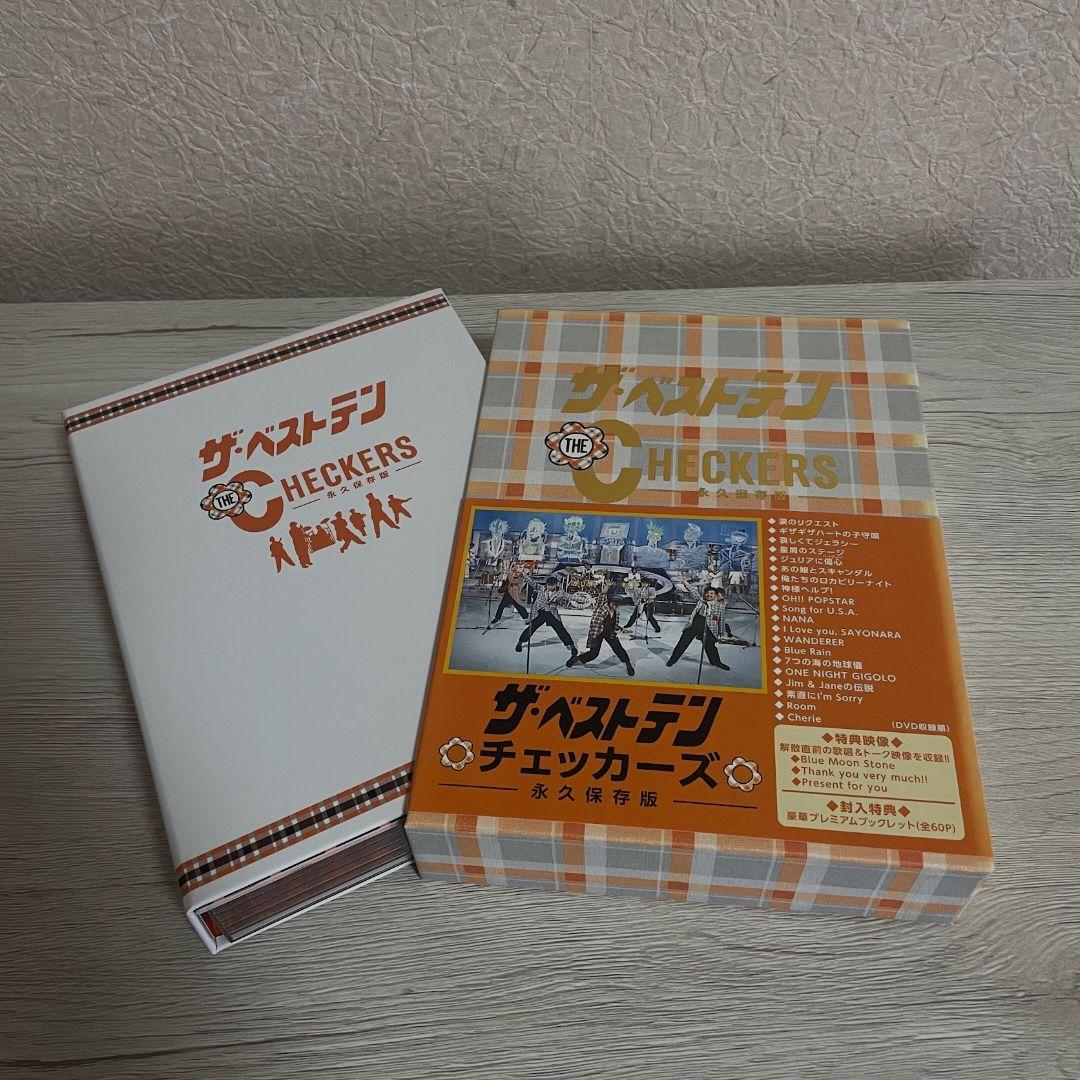 ザ・ベストテン
THE CHECKERS
永久保存版
ザ・ベストテン
THE CHECKERS
永久保存版
◆涙のリクエスト
◆ギザギザハートの子守唄
◆哀しくてジェラシー
◆星屑のステージ
◆ジュリアに傷心
◆あの娘とスキャンダル
◆俺たちのロカビリーナイト
◆神様ヘルプ!
◆OH!! POPSTAR
◆Song for U.S.A.
◆NANA
◆I Love you, SAYONARA
◆WANDERER
◆Blue Rain
◆7つの海の地球儀
◆ONE NIGHT GIGOLO
◆Jim & Janeの伝説
◆素直にI'm Sorry
◆Room
◆Cherie
(DVD収録順)
ザ・ベストテン
チェッカーズ
永久保存版
◆特典映像◆
解散直前の歌唱&トーク映像を収録!!
◆Blue Moon Stone
◆Thank you very much!!
◆Present for you
◆封入特典◆
豪華プレミアムブックレット(全60P)